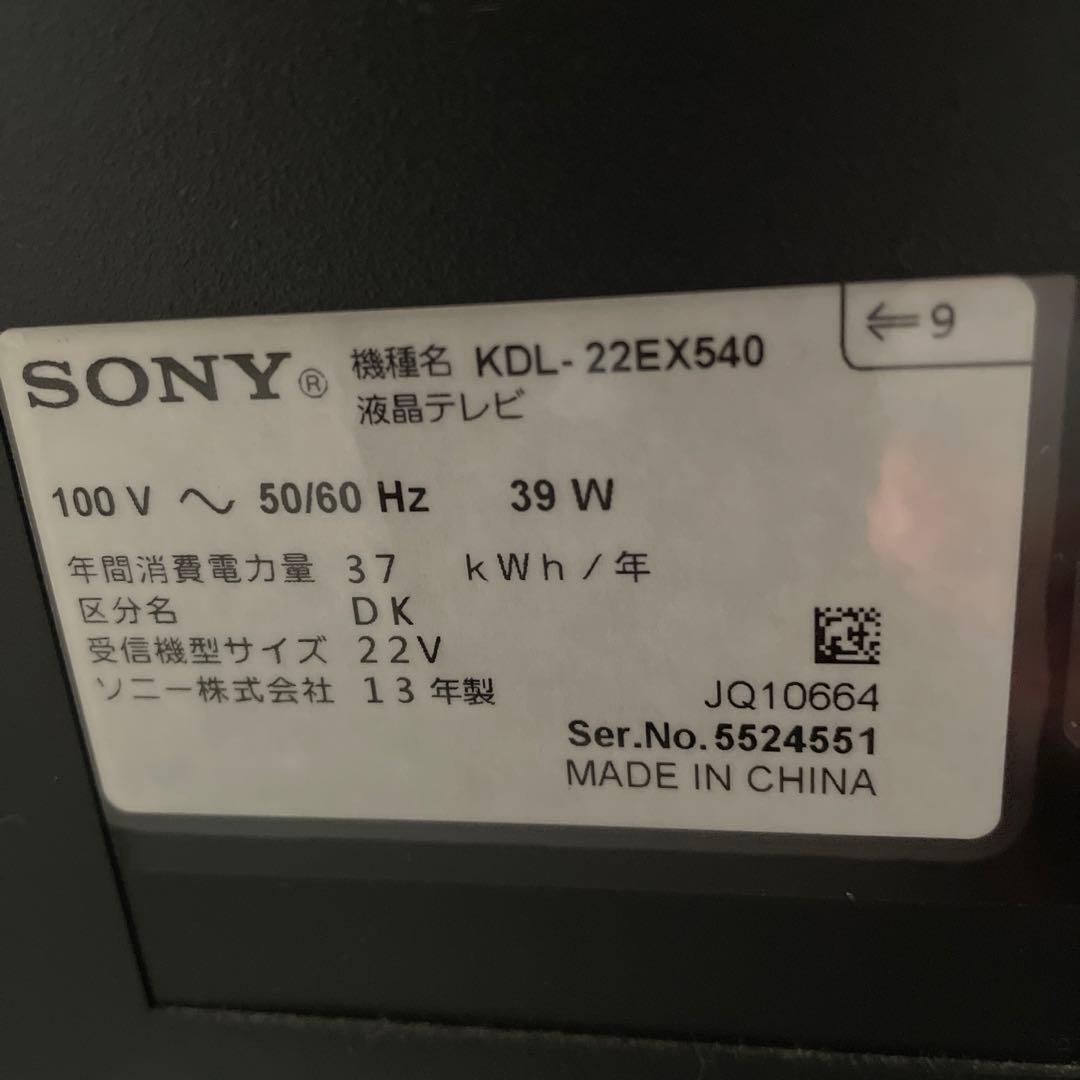 ⇐9
SONY® 機種名 KDL-22EX540
液晶テレビ
100 V ~ 50/60 Hz 39 W
年間消費電力量 37 kWh/年
区分名 DK
受信機型サイズ 22V
ソニー株式会社 13年製
JQ10664
Ser.No.5524551
MADE IN CHINA